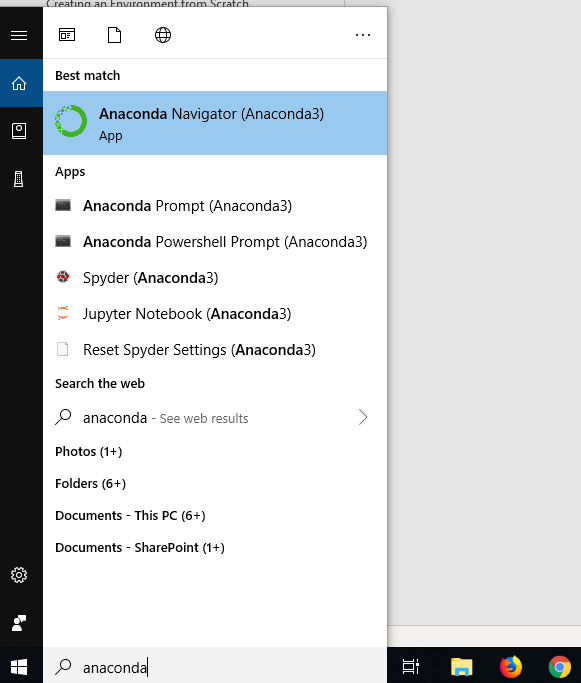 Creating an Environment from Scratch
Best match
Anaconda Navigator (Anaconda3)
App
Apps
Anaconda Prompt (Anaconda3)
Anaconda Powershell Prompt (Anaconda3)
Spyder (Anaconda3)
Jupyter Notebook (Anaconda3)
Reset Spyder Settings (Anaconda3)
Search the web
anaconda - See web results
Photos (1+)
Folders (6+)
Documents - This PC (6+)
Documents - SharePoint (1+)
anaconda